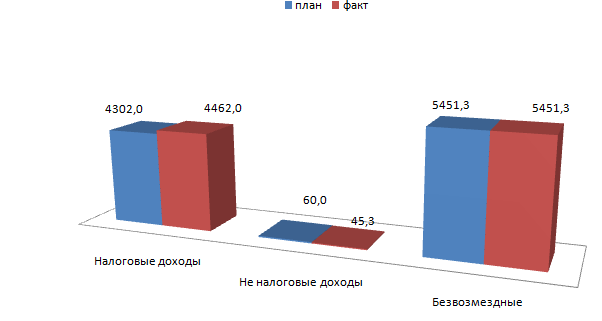 план факт
4302,0 4462,0 5451,3 5451,3
60,0
45,3
Налоговые доходы
Не налоговые доходы
Безвозмездные